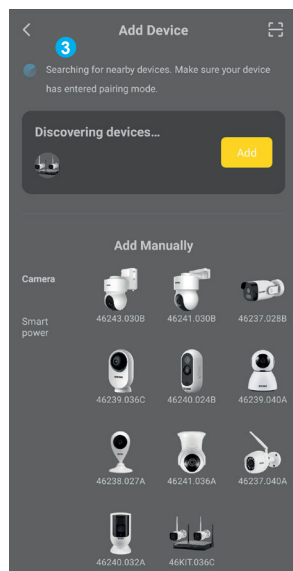 Add Device
3
Searching for nearby devices. Make sure your device
has entered pairing mode.
Discovering devices...
Add
Add Manually
Camera
Smart
power
46243.030B 46241.030B 46237.028B
46239.036C 46240.024B 46239.040A
46238.027A 46241.036A 46237.040A
46240.032A 46KIT.036C